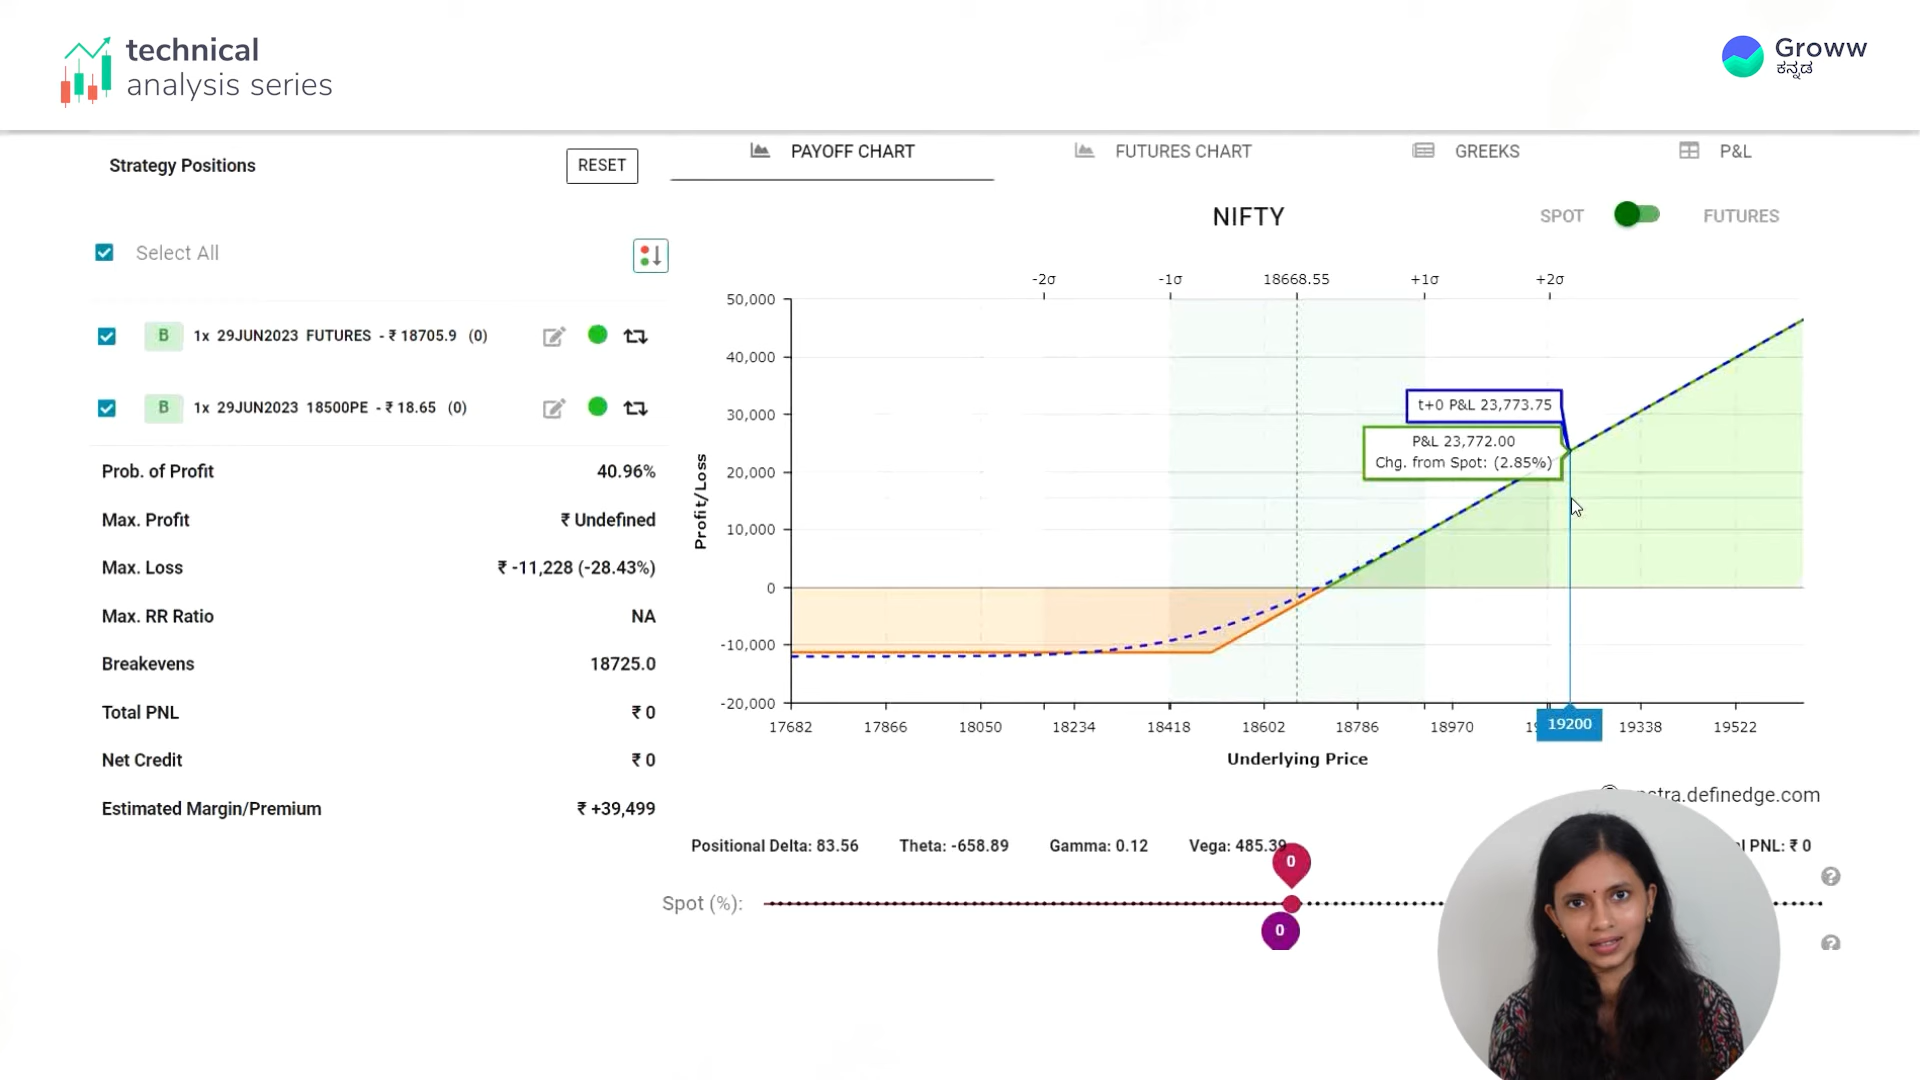 technical
analysis series
Groww
ಕನ್ನಡ
Strategy Positions
RESET
PAYOFF CHART
FUTURES CHART
GREEKS
P&L
NIFTY
SPOT
FUTURES
Select All
-2σ
-1σ
18668.55
+1σ
+2σ
B 1x 29JUN2023 FUTURES - ₹ 18705.9 (0)
B 1x 29JUN2023 18500PE - ₹ 18.65 (0)
Prob. of Profit 40.96%
Max. Profit ₹ Undefined
Max. Loss ₹ -11,228 (-28.43%)
Max. RR Ratio NA
Breakevens 18725.0
Total PNL ₹ 0
Net Credit ₹ 0
Estimated Margin/Premium ₹ +39,499
Profit/Loss
50,000
40,000
30,000
20,000
10,000
0
-10,000
-20,000
t+0 P&L 23,773.75
P&L 23,772.00
Chg. from Spot: (2.85%)
17682 17866 18050 18234 18418 18602 18786 18970 19200 19338 19522
Underlying Price
.definedge.com
Positional Delta: 83.56 Theta: -658.89 Gamma: 0.12 Vega: 485.39 PNL: ₹ 0
0
Spot (%):
0